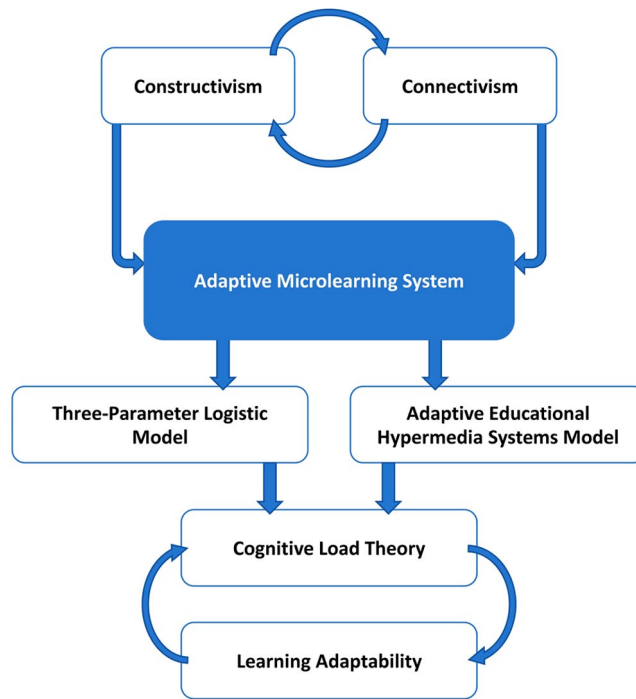 Constructivism
Connectivism
Adaptive Microlearning System
Three-Parameter Logistic
Model
Adaptive Educational
Hypermedia Systems Model
Cognitive Load Theory
Learning Adaptability